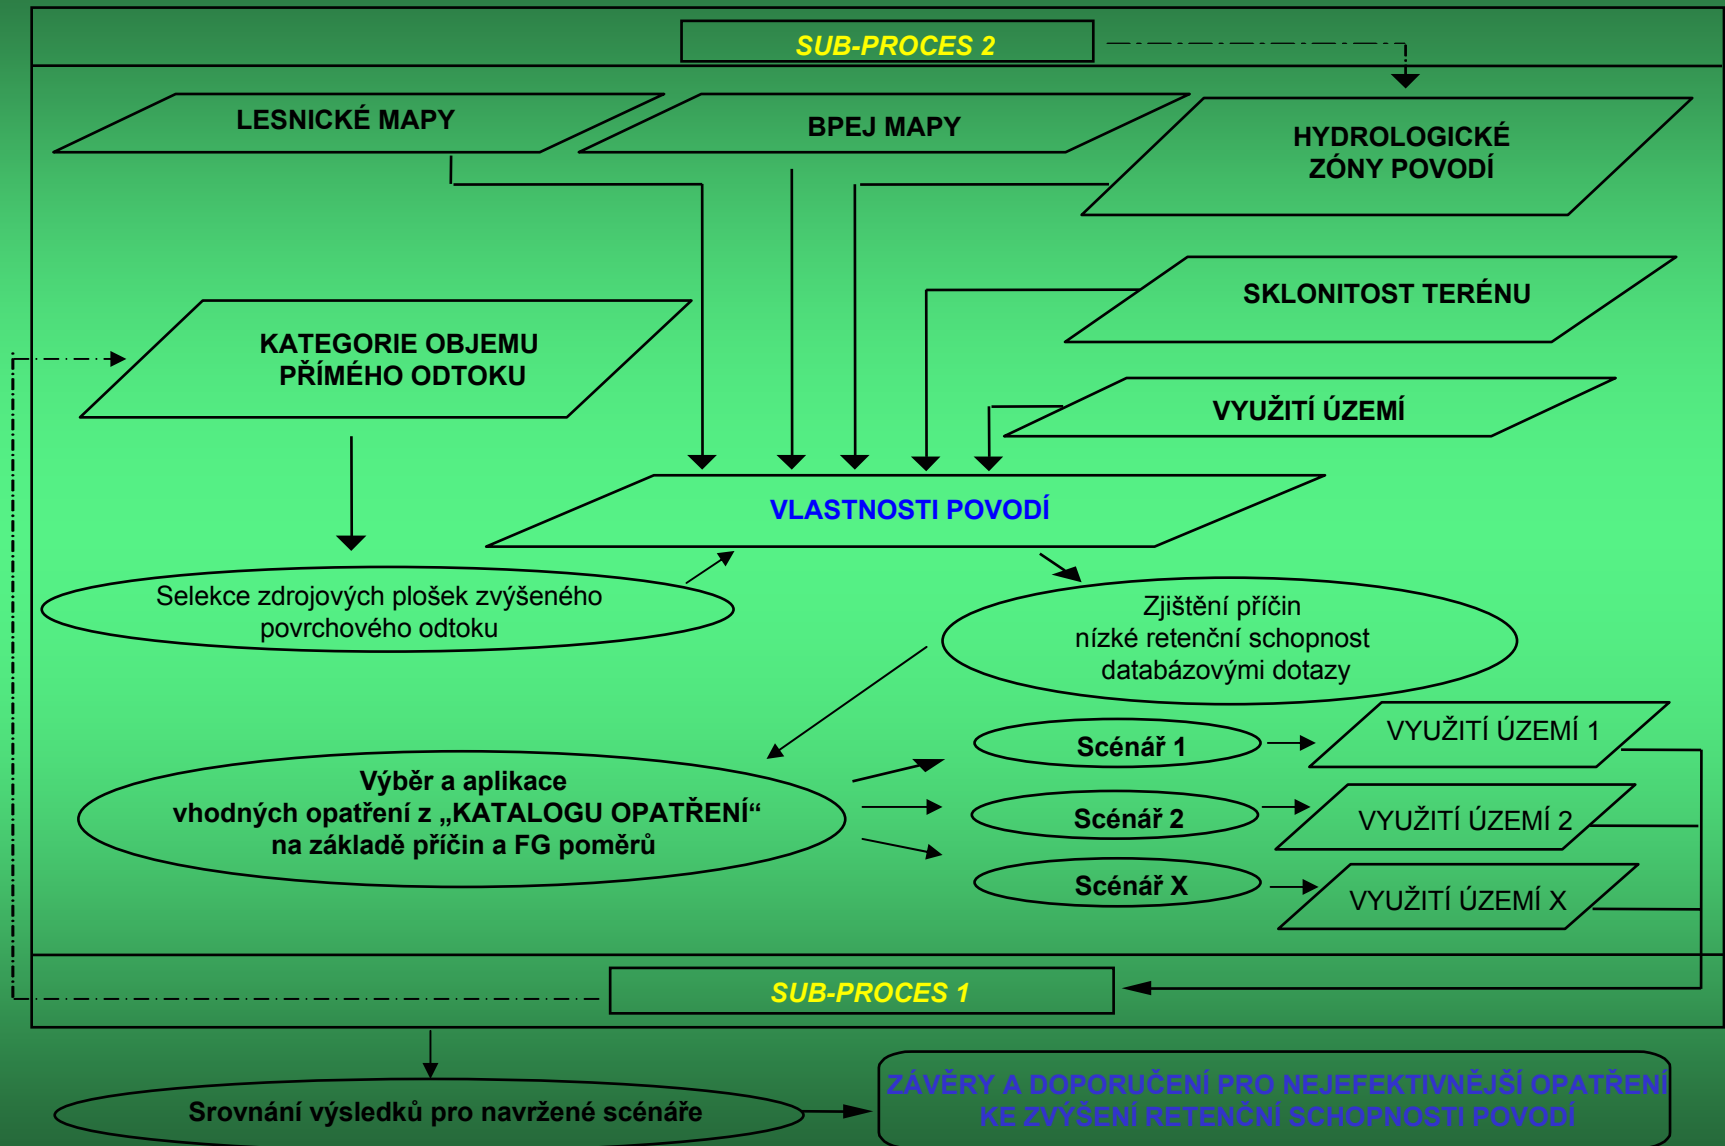 SUB-PROCES 2
LESNICKÉ MAPY
BPEJ MAPY
HYDROLOGICKÉ
ZÓNY POVODÍ
SKLONITOST TERÉNU
KATEGORIE OBJEMU
PŘÍMÉHO ODTOKU
VYUŽITÍ ÚZEMÍ
VLASTNOSTI POVODÍ
Selekce zdrojových plošek zvýšeného
povrchového odtoku
Zjištění příčin
nízké retenční schopnost
databázovými dotazy
Výběr a aplikace
vhodných opatření z „KATALOGU OPATŘENÍ“
na základě příčin a FG poměrů
Scénář 1
VYUŽITÍ ÚZEMÍ 1
Scénář 2
VYUŽITÍ ÚZEMÍ 2
Scénář X
VYUŽITÍ ÚZEMÍ X
SUB-PROCES 1
Srovnání výsledků pro navržené scénáře
ZÁVĚRY A DOPORUČENÍ PRO NEJEFEKTIVNĚJŠÍ OPATŘENÍ
KE ZVÝŠENÍ RETENČNÍ SCHOPNOSTI POVODÍ